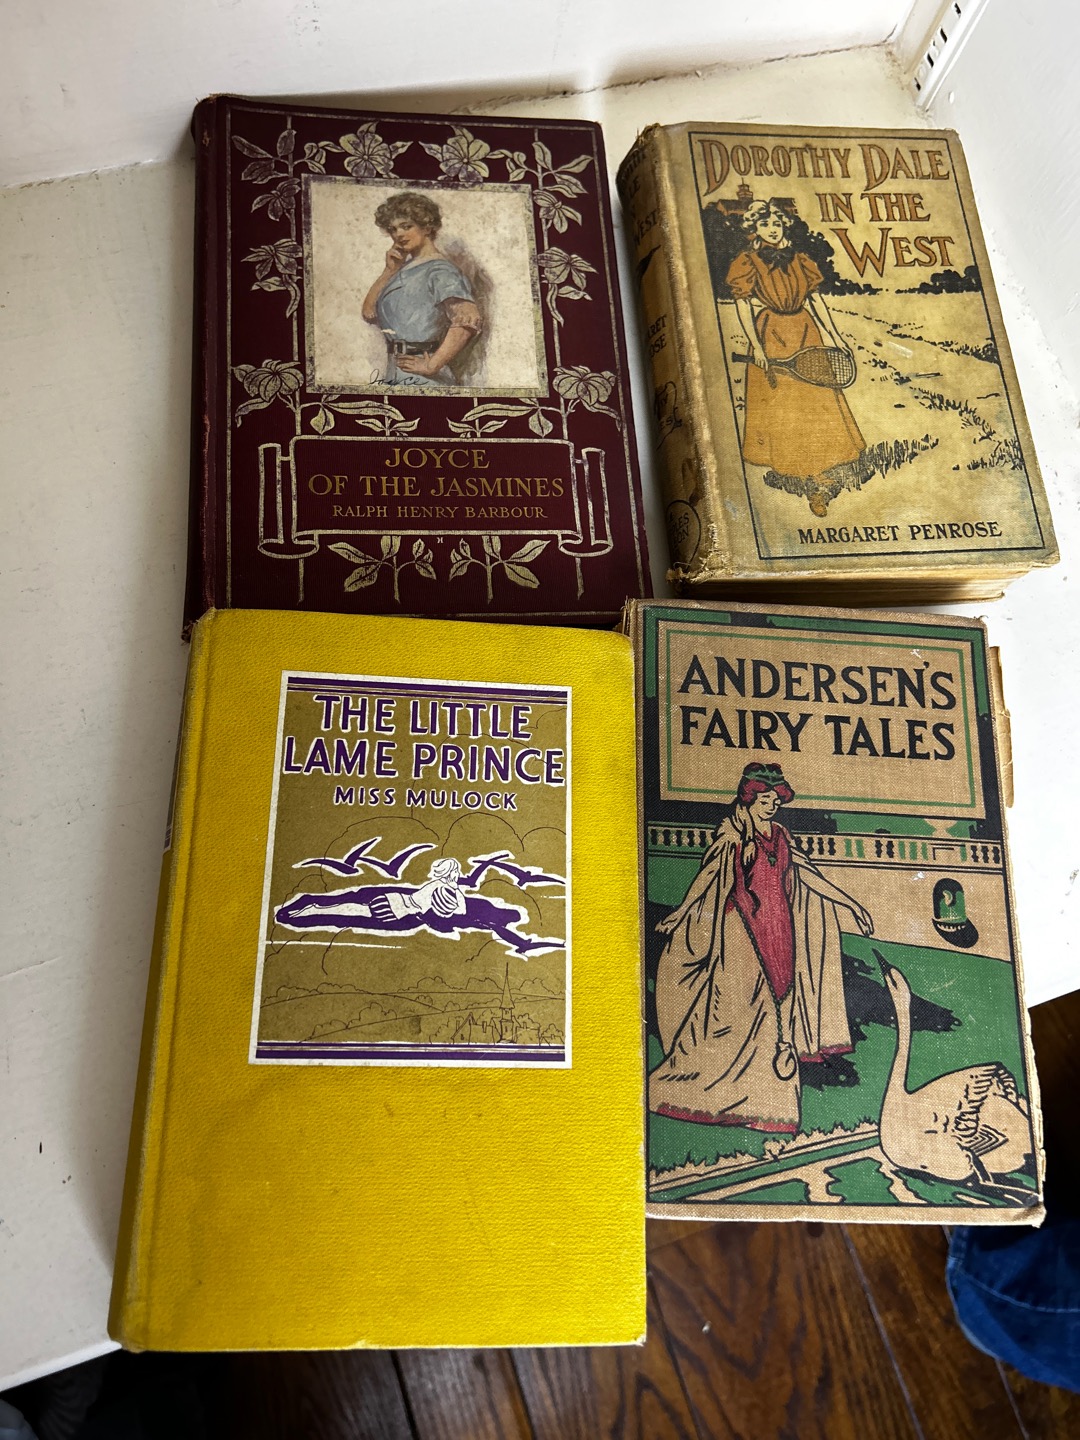 Joyce
JOYCE
OF THE JASMINES
RALPH HENRY BARBOUR
H
DOROTHY DALE
IN THE
WEST
MARGARET PENROSE
THE LITTLE
LAME PRINCE
MISS MULOCK
ANDERSEN'S
FAIRY TALES